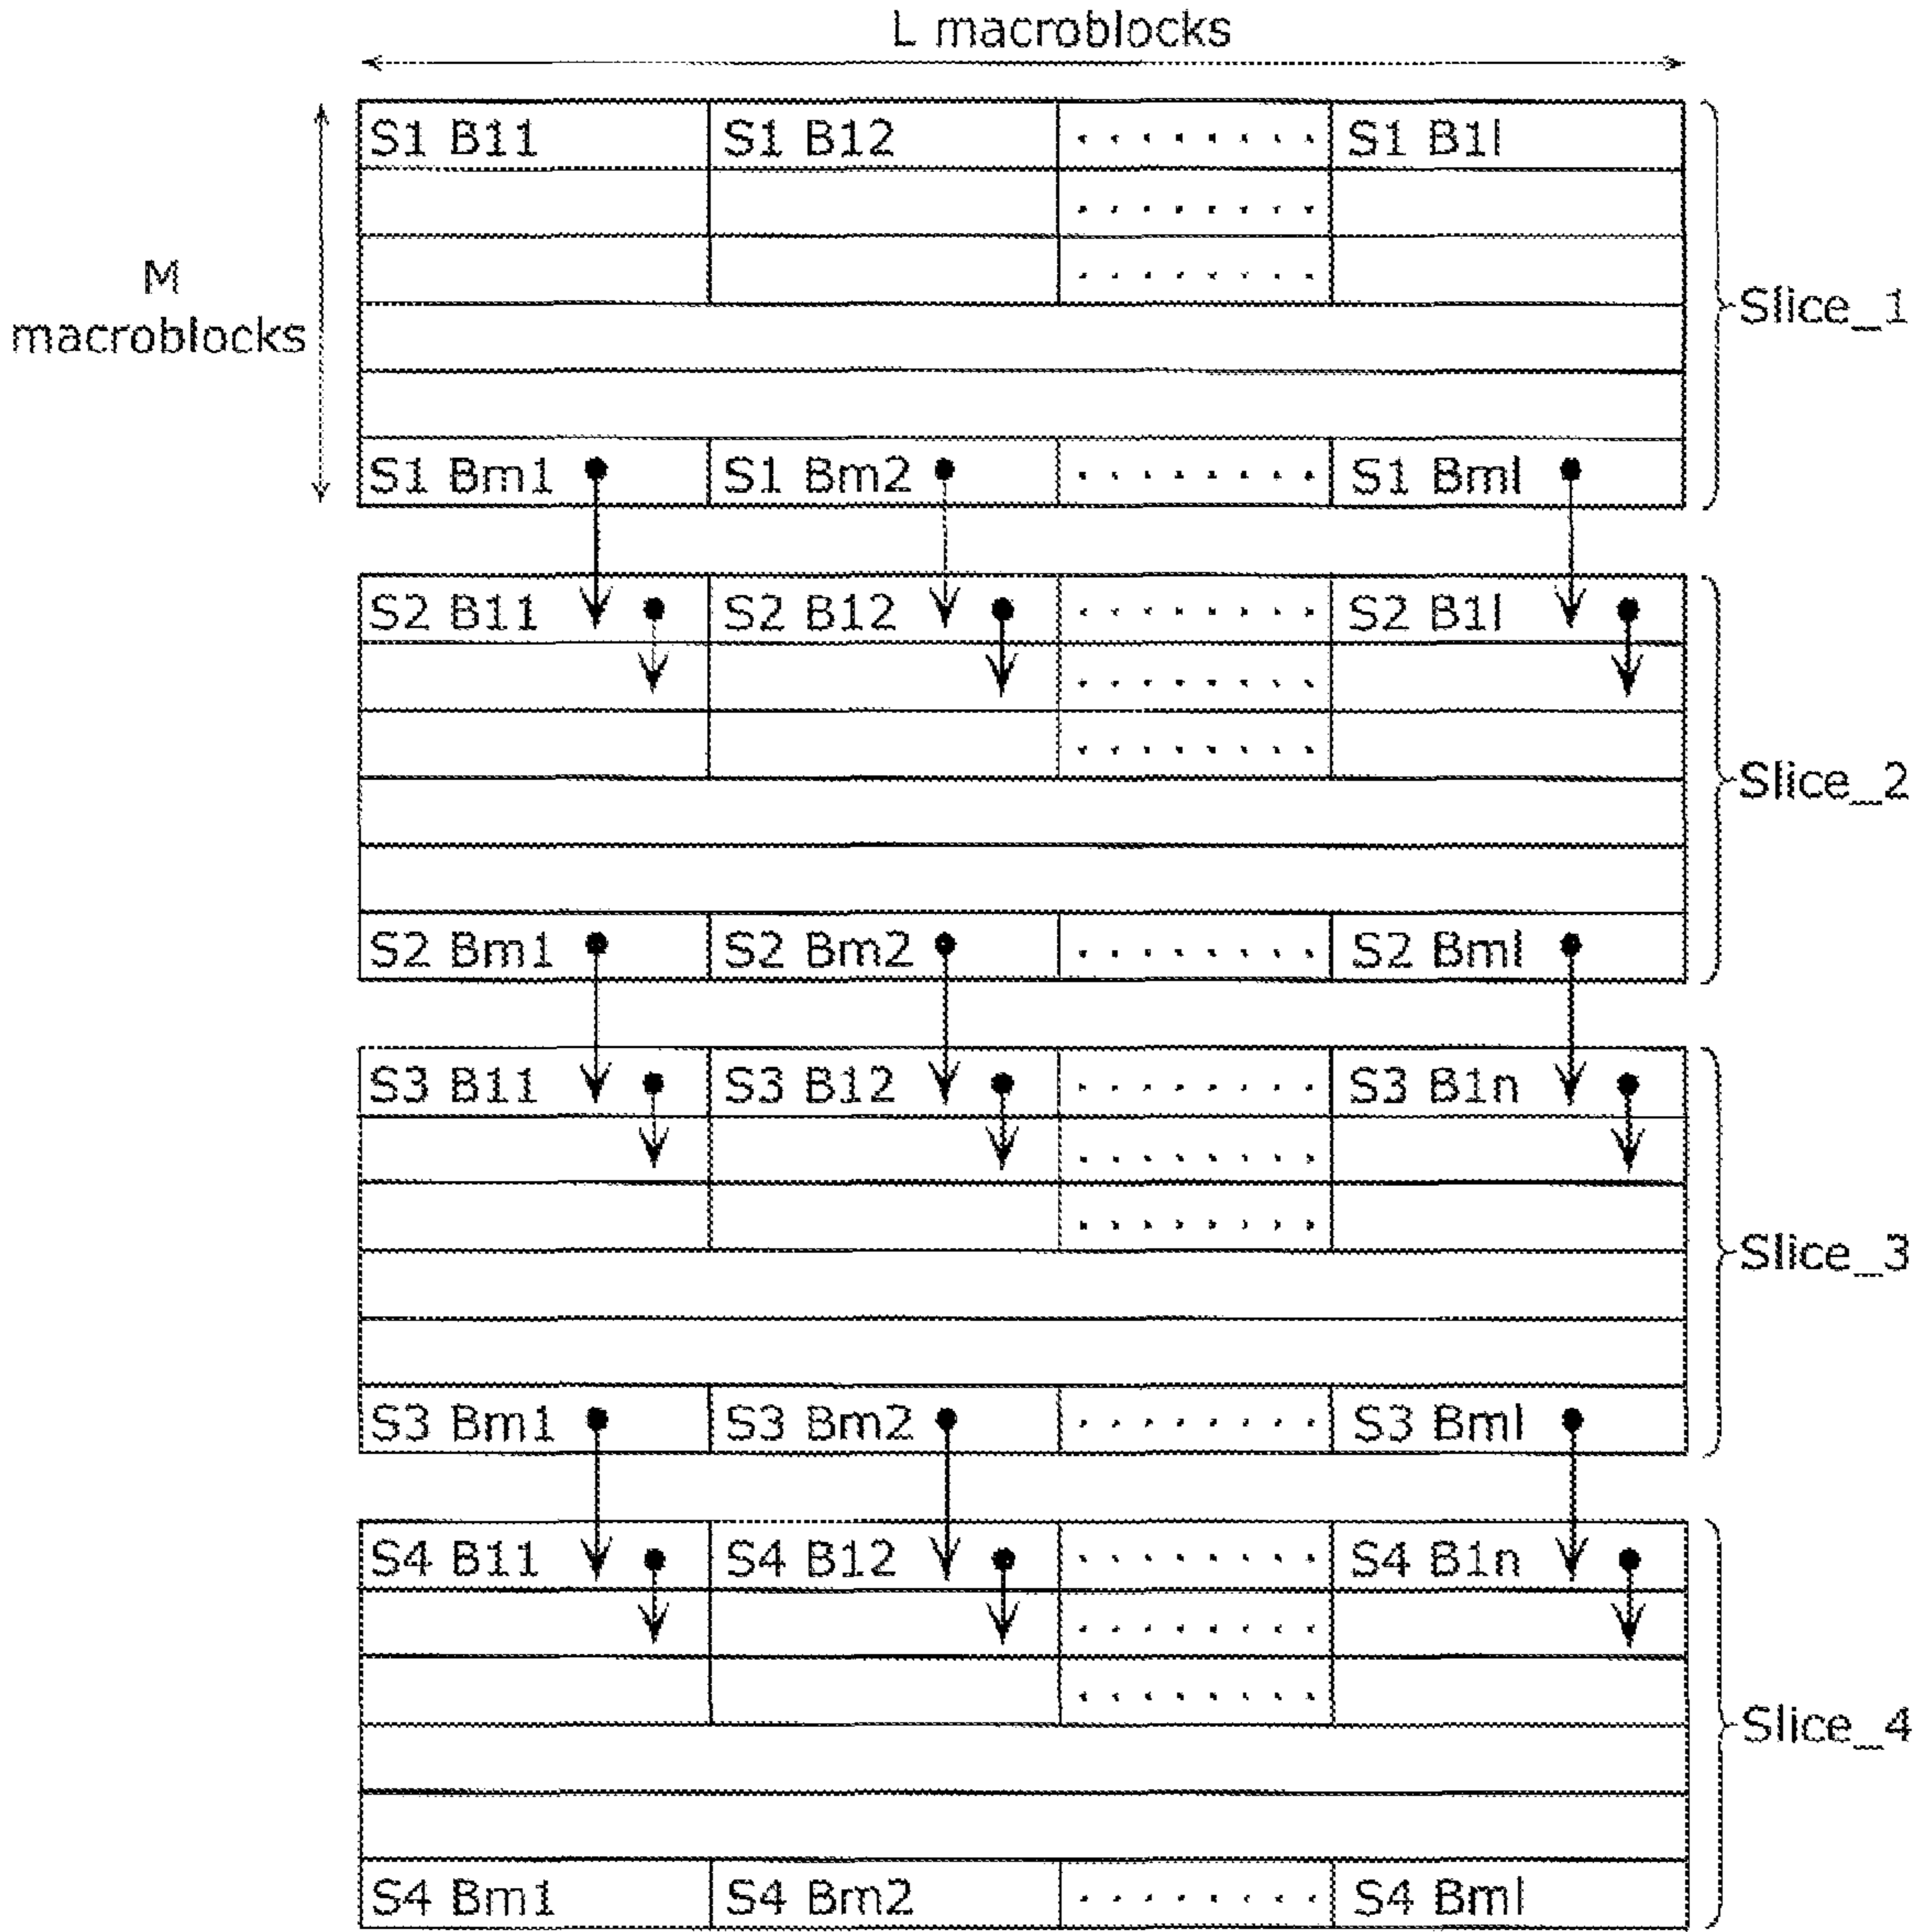 L macroblocks
S1 B11 S1 B12 ........ S1 B1l
........
M
macroblocks
........
Slice_1
S1 Bm1 S1 Bm2 ........ S1 Bml
S2 B11 S2 B12 ........ S2 B1l
........
........
Slice_2
S2 Bm1 S2 Bm2 ........ S2 Bml
S3 B11 S3 B12 ........ S3 B1n
........
........
Slice_3
S3 Bm1 S3 Bm2 ........ S3 Bml
S4 B11 S4 B12 ........ S4 B1n
........
........
Slice_4
S4 Bm1 S4 Bm2 ........ S4 Bml